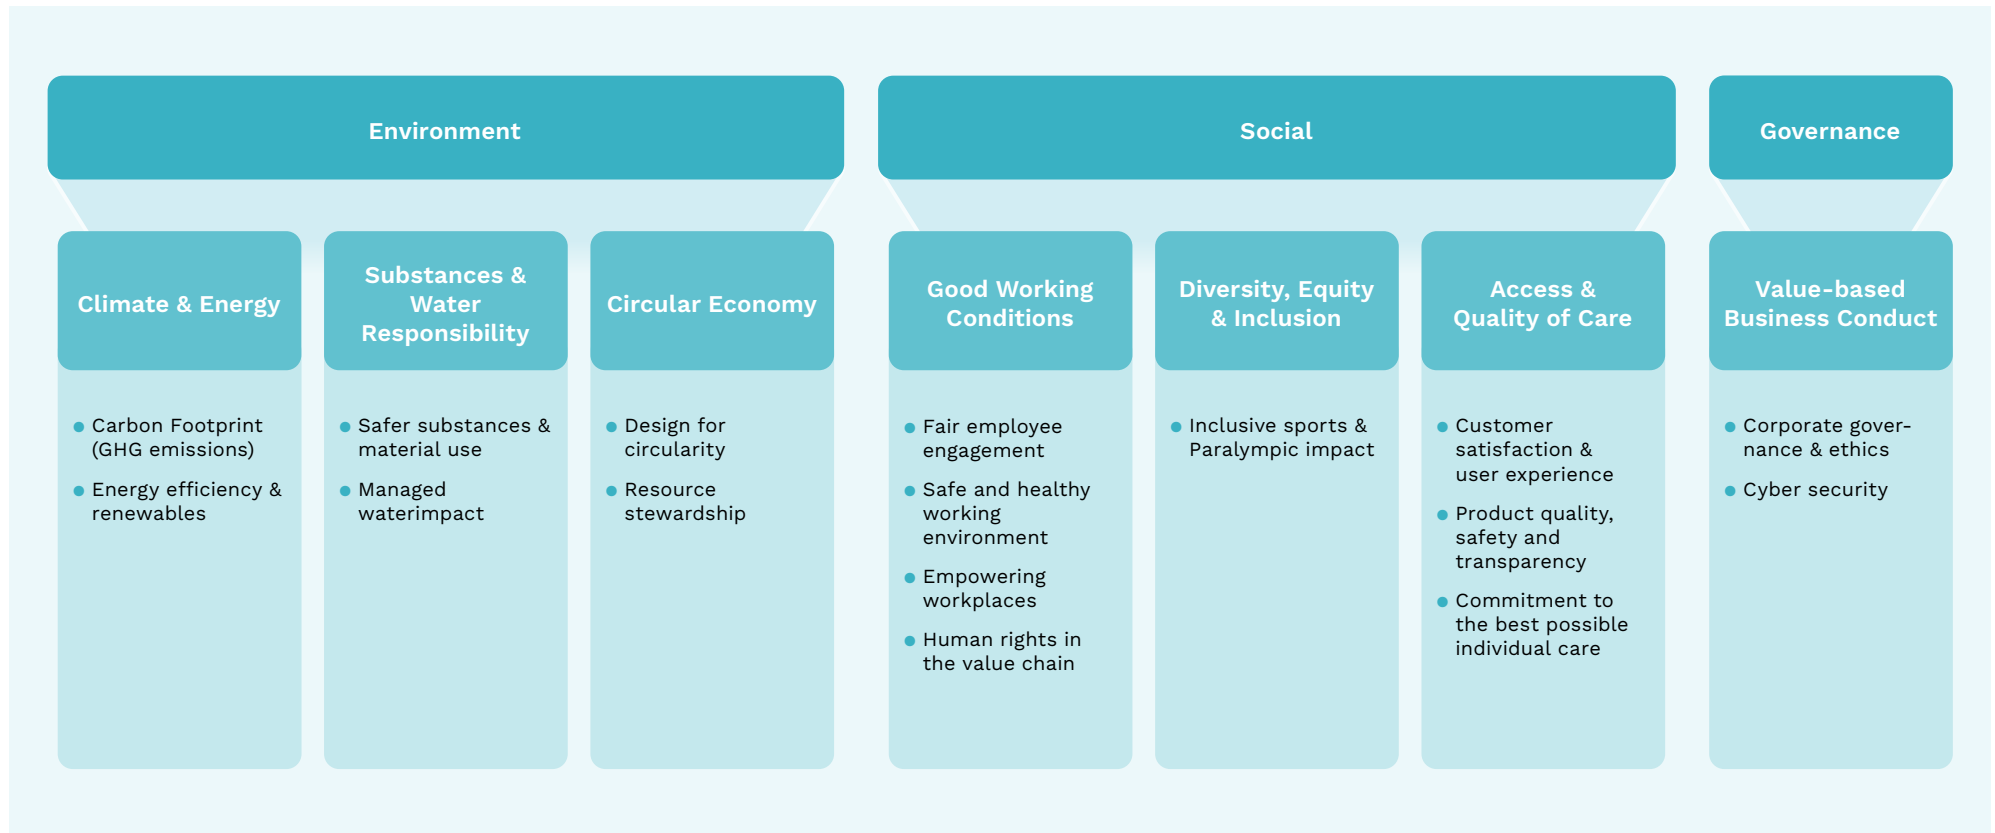 Environment
Social
Governance
Climate & Energy
Substances &
Water
Responsibility
Circular Economy
Good Working
Conditions
Diversity, Equity
& Inclusion
Access &
Quality of Care
Value-based
Business Conduct
Carbon Footprint
(GHG emissions)
Energy efficiency &
renewables
Safer substances &
material use
Managed
waterimpact
Design for
circularity
Resource
stewardship
Fair employee
engagement
Safe and healthy
working
environment
Empowering
workplaces
Human rights in
the value chain
Inclusive sports &
Paralympic impact
Customer
satisfaction &
user experience
Product quality,
safety and
transparency
Commitment to
the best possible
individual care
Corporate gover-
nance & ethics
Cyber security